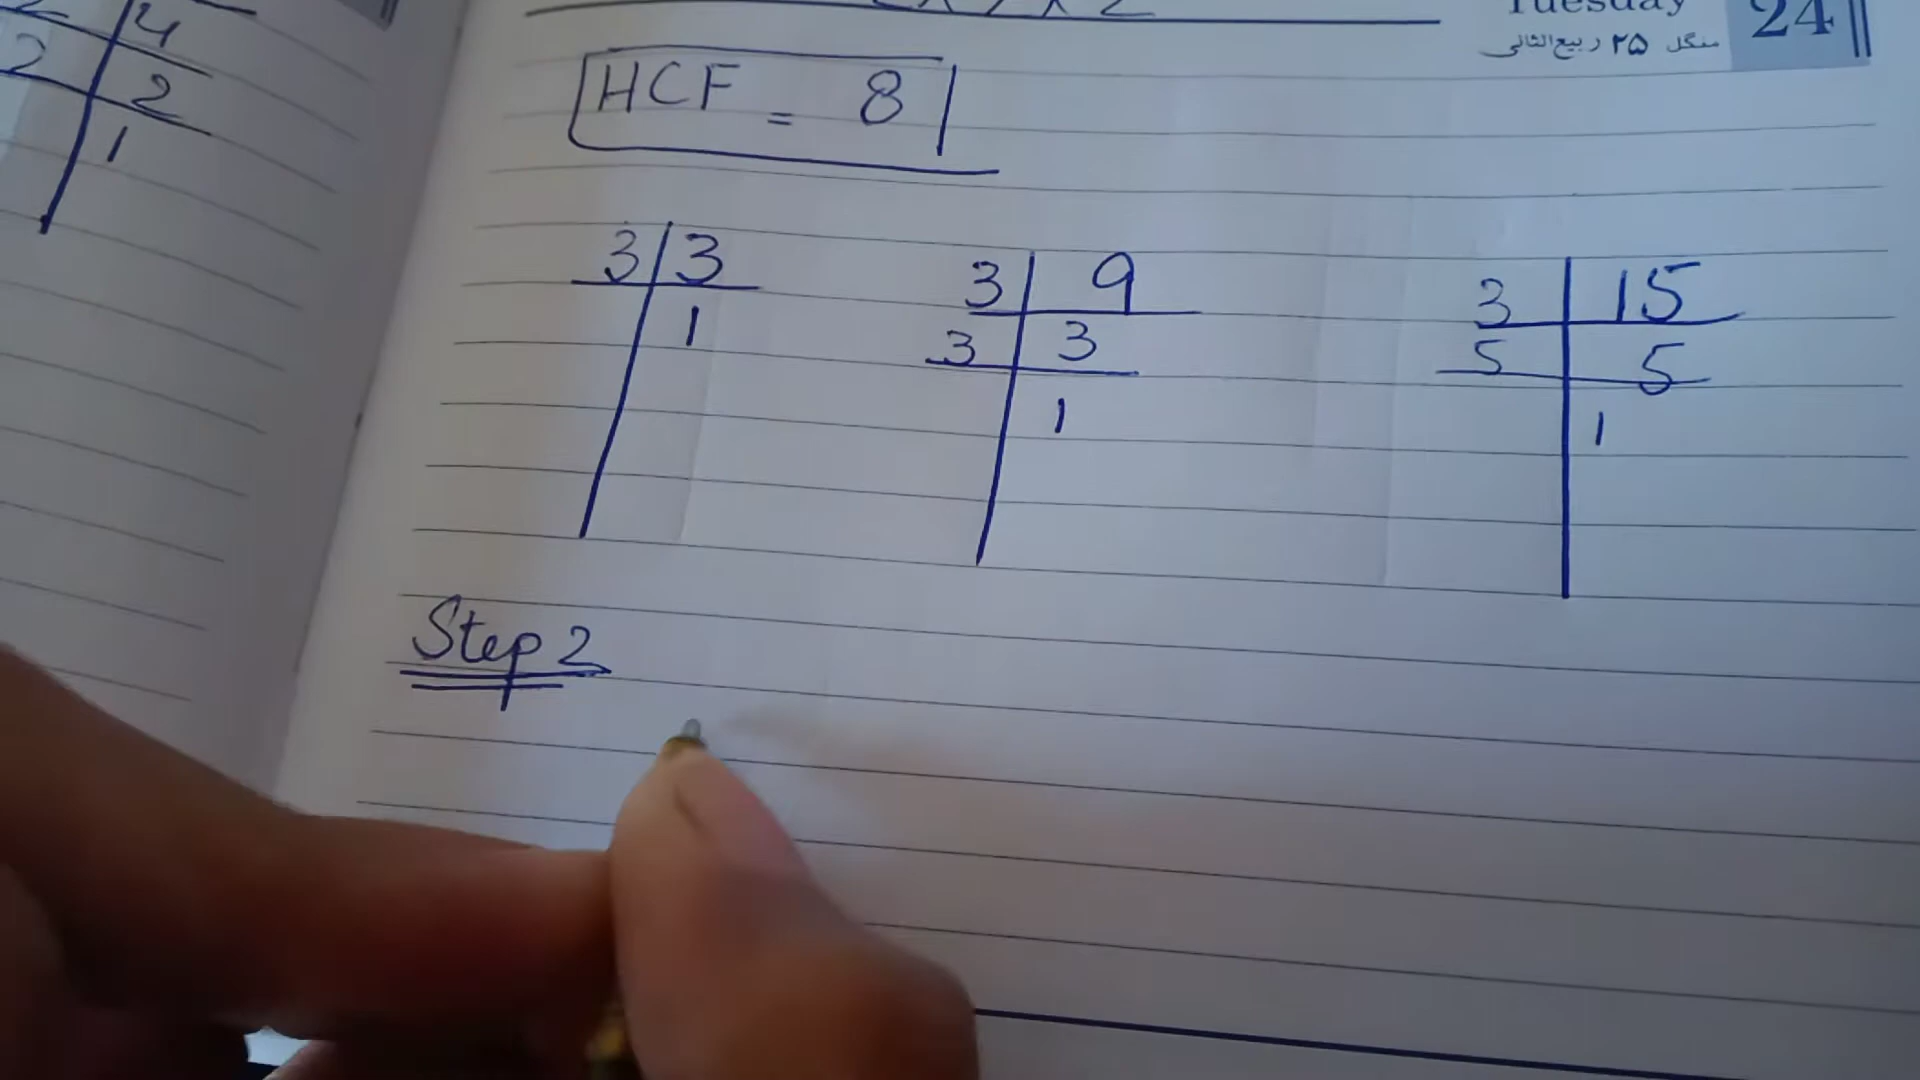 Tuesday 24
منگل ۲۵ ربیع الثانی
2 4
2 2
1
HCF = 8
3 3 3 9 3 15
1 3 3 5 5
1 1
Step 2